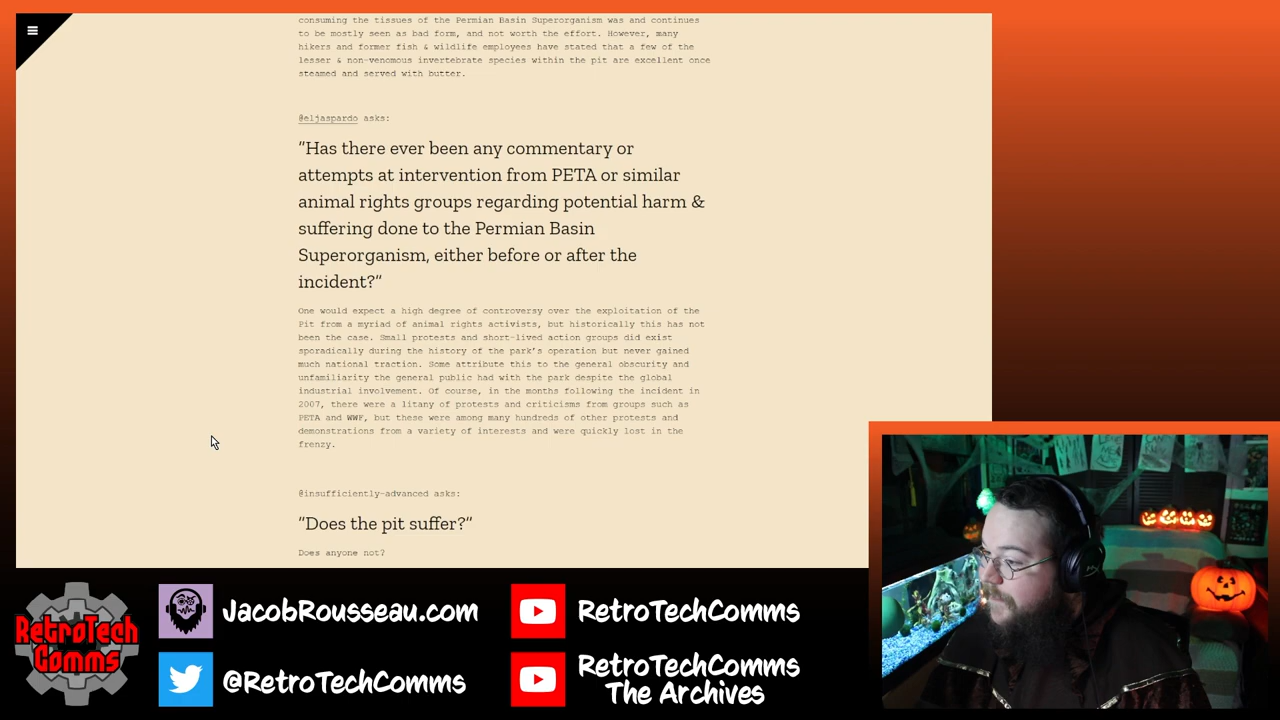 consuming the tissues of the Permian Basin Superorganism was and continues
to be mostly seen as bad form, and not worth the effort. However, many
hikers and former fish & wildlife employees have stated that a few of the
lesser & non-venomous invertebrate species within the pit are excellent once
steamed and served with butter.
@eljaspardo asks:
"Has there ever been any commentary or
attempts at intervention from PETA or similar
animal rights groups regarding potential harm &
suffering done to the Permian Basin
Superorganism, either before or after the
incident?"
One would expect a high degree of controversy over the exploitation of the
Pit from a myriad of animal rights activists, but historically this has not
been the case. Small protests and short-lived action groups did exist
sporadically during the history of the park's operation but never gained
much national traction. Some attribute this to the general obscurity and
unfamiliarity the general public had with the park despite the global
industrial involvement. Of course, in the months following the incident in
2007, there were a litany of protests and criticisms from groups such as
PETA and WWF, but these were among many hundreds of other protests and
demonstrations from a variety of interests and were quickly lost in the
frenzy.
@insufficiently-advanced asks:
"Does the pit suffer?"
Does anyone not?
RetroTech
Comms
JacobRousseau.com
@RetroTechComms
RetroTechComms
RetroTechComms
The Archives